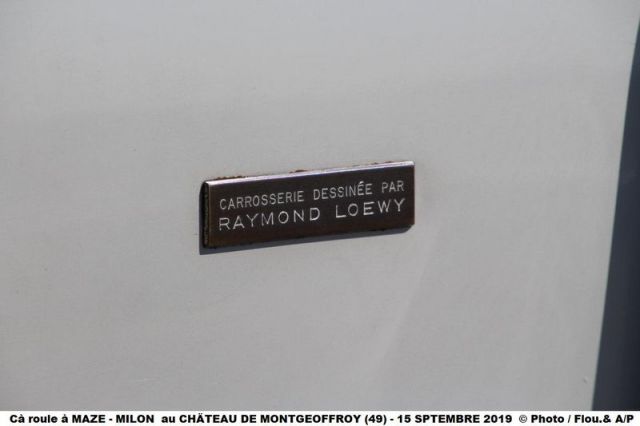 CARROSSERIE DESSINÉE PAR
RAYMOND LOEWY
Cà roule à MAZE - MILON au CHÂTEAU DE MONTGEOFFROY (49) - 15 SPTEMBRE 2019 © Photo / Flou.& A/P